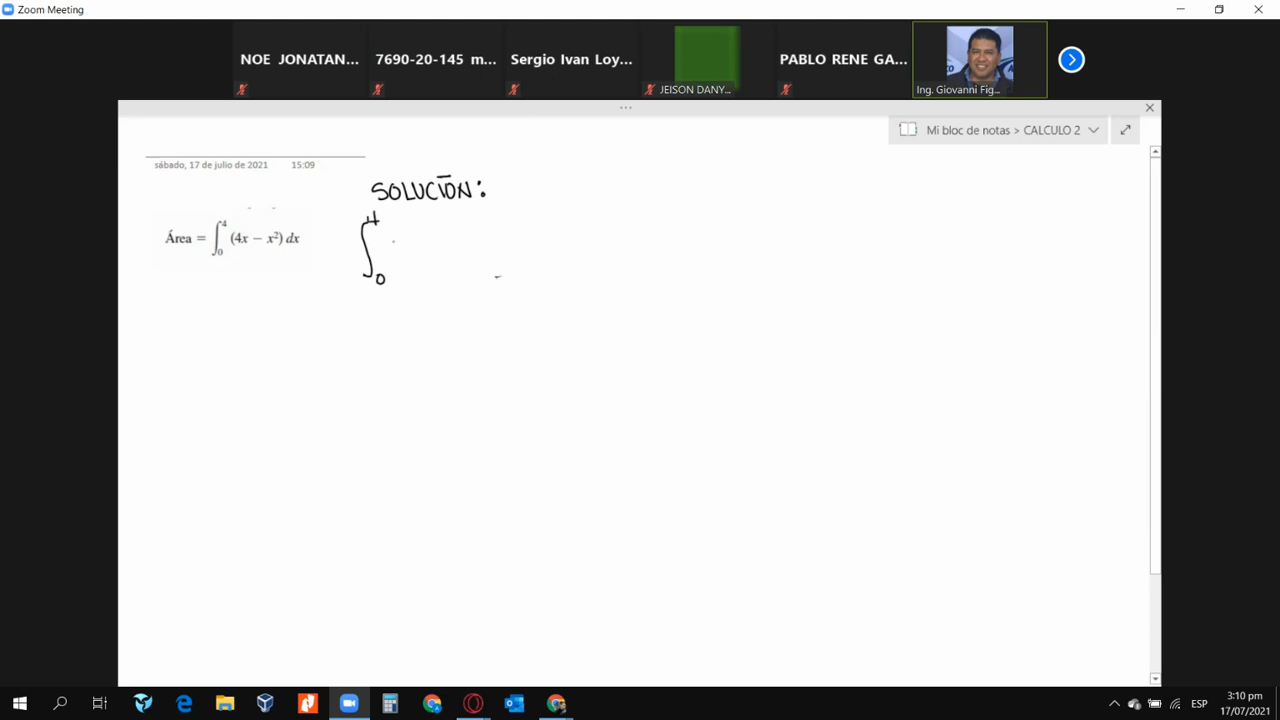 Zoom Meeting
NOE JONATAN...
7690-20-145 m...
Sergio Ivan Loy...
JEISON DANY...
PABLO RENE GA...
Ing. Giovanni Fig...
Mi bloc de notas > CALCULO 2
sábado, 17 de julio de 2021 15:09
SOLUCIÓN:
Área = ∫₀⁴ (4x − x²) dx
∫₀⁴
ESP
3:10 pm
17/07/2021